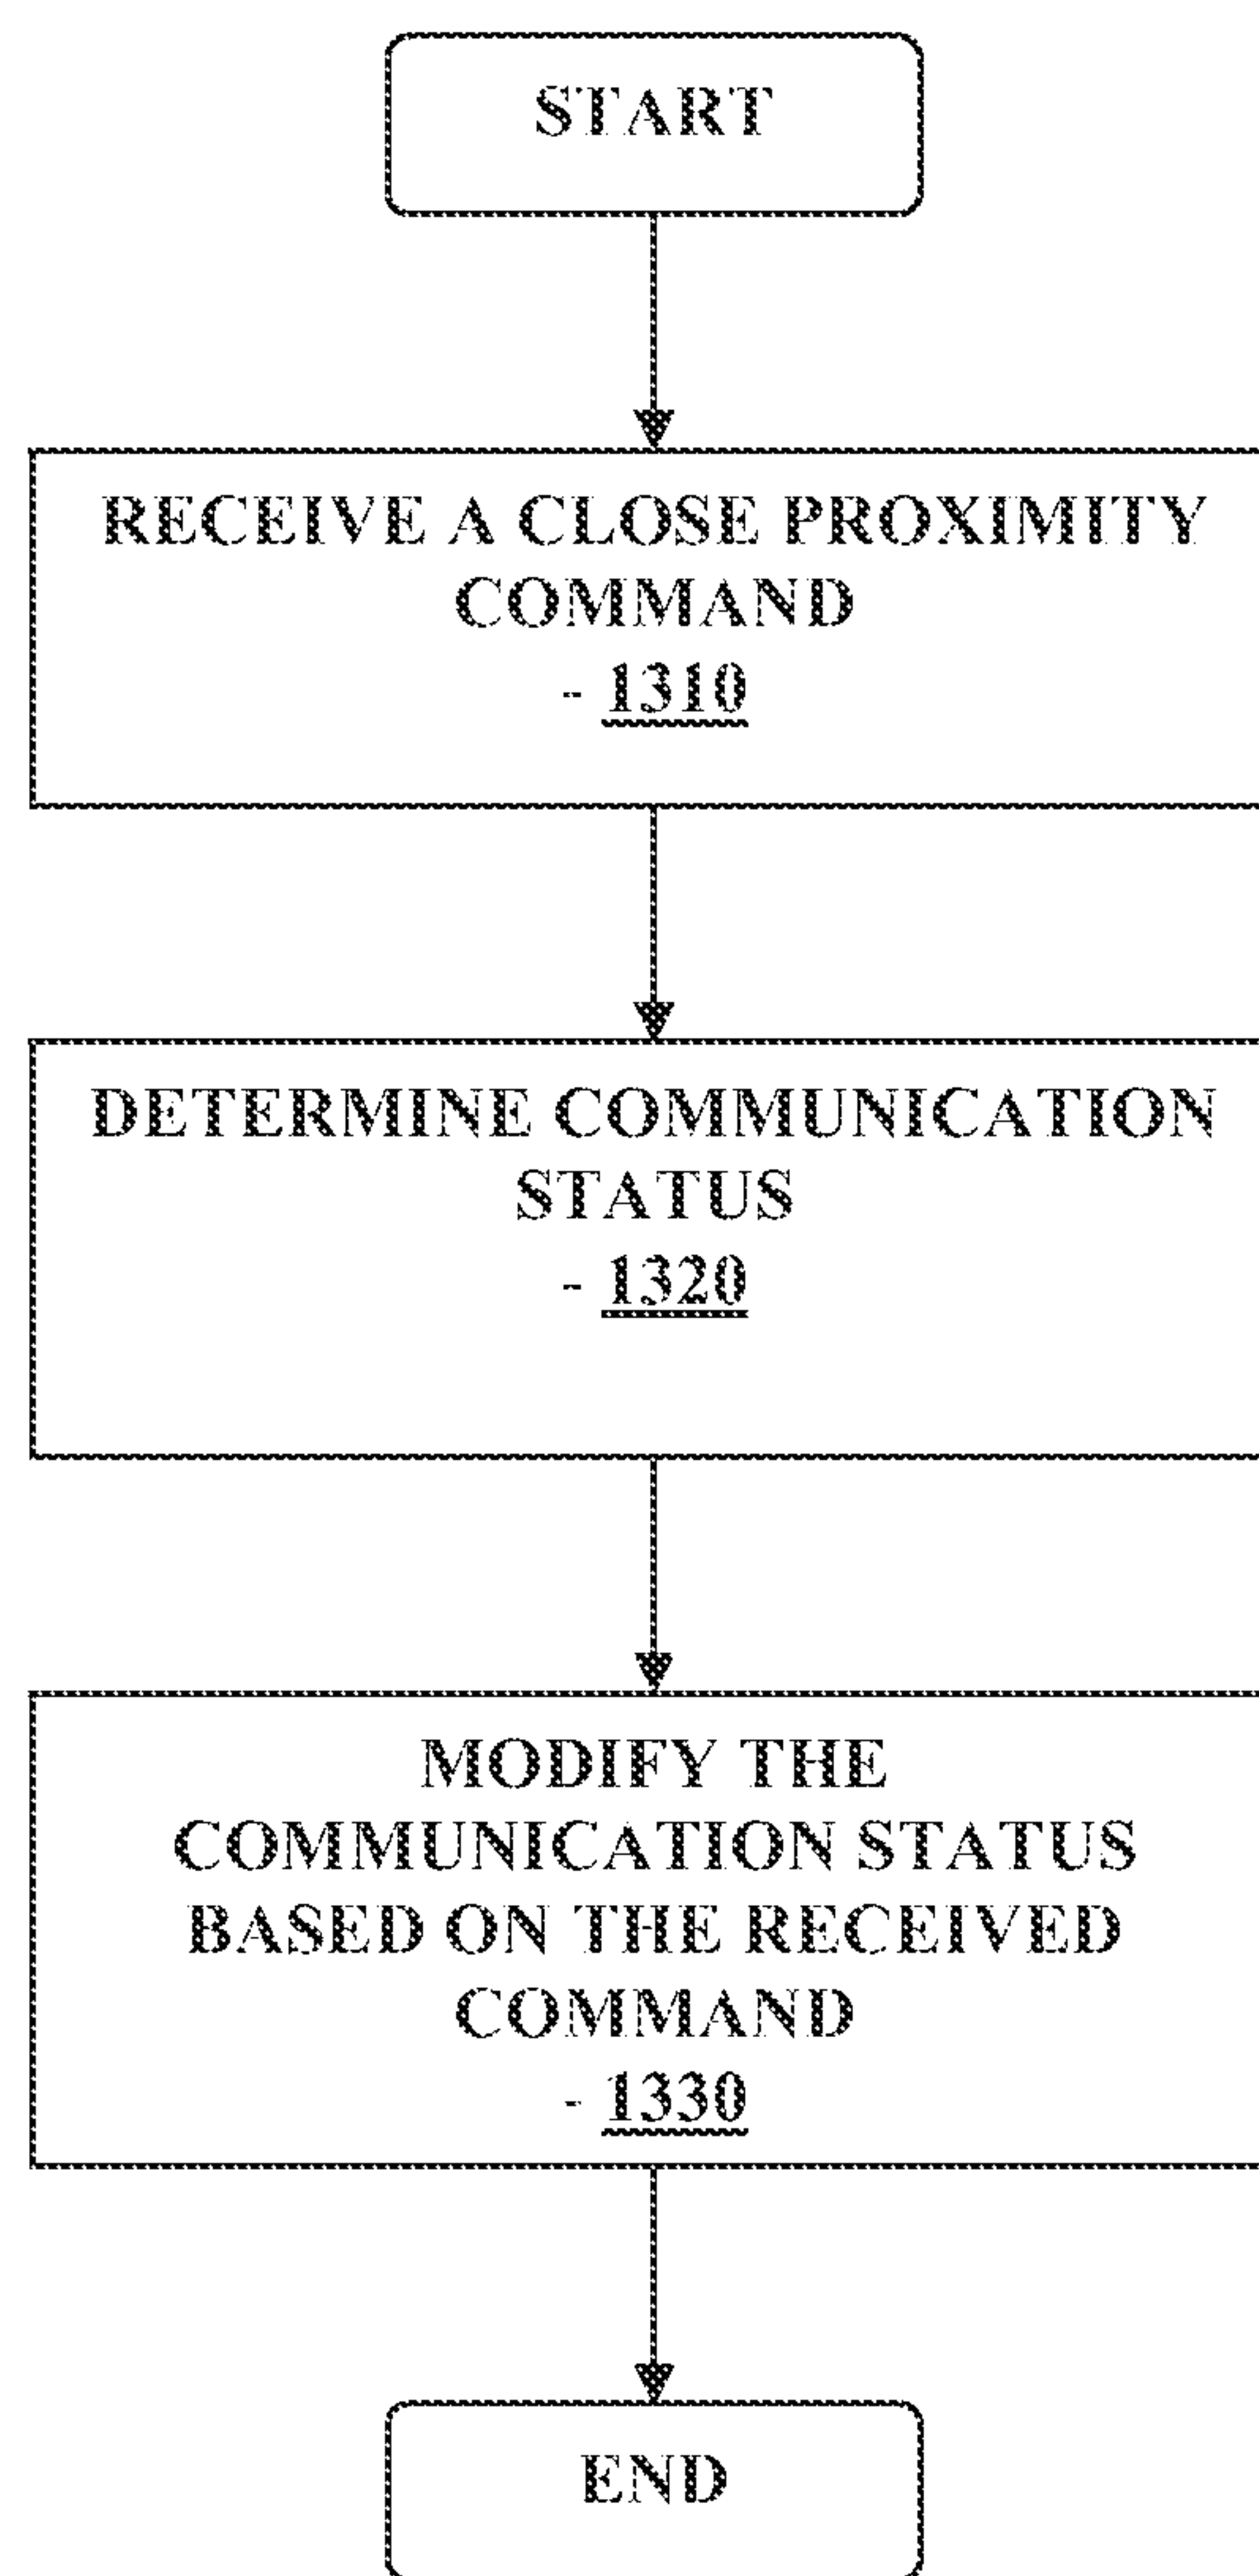 START
RECEIVE A CLOSE PROXIMITY
COMMAND
- 1310
DETERMINE COMMUNICATION
STATUS
- 1320
MODIFY THE
COMMUNICATION STATUS
BASED ON THE RECEIVED
COMMAND
- 1330
END